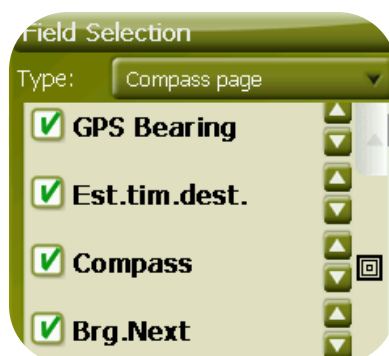 Field Selection
Type: Compass page
GPS Bearing
Est.tim.dest.
Compass
Brg.Next